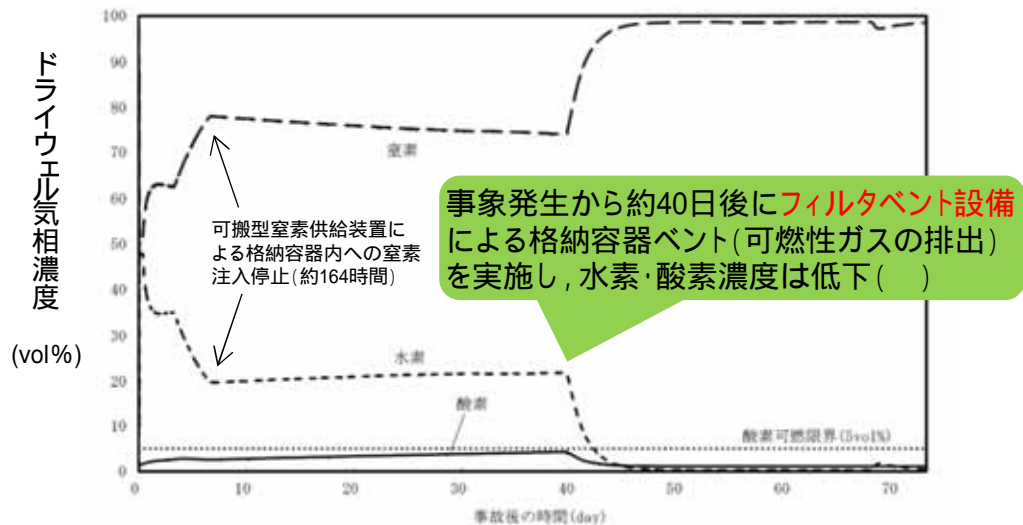 100
90
80
70
60
50
40
30
20
10
0
ドライウェル気相濃度
(vol%)
窒素
可搬型窒素供給装置に
よる格納容器内への窒素
注入停止(約164時間)
事象発生から約40日後にフィルタベント設備
による格納容器ベント(可燃性ガスの排出)
を実施し,水素・酸素濃度は低下(　)
水素
酸素
酸素可燃限界(5vol%)
0 10 20 30 40 50 60 70
事故後の時間(day)